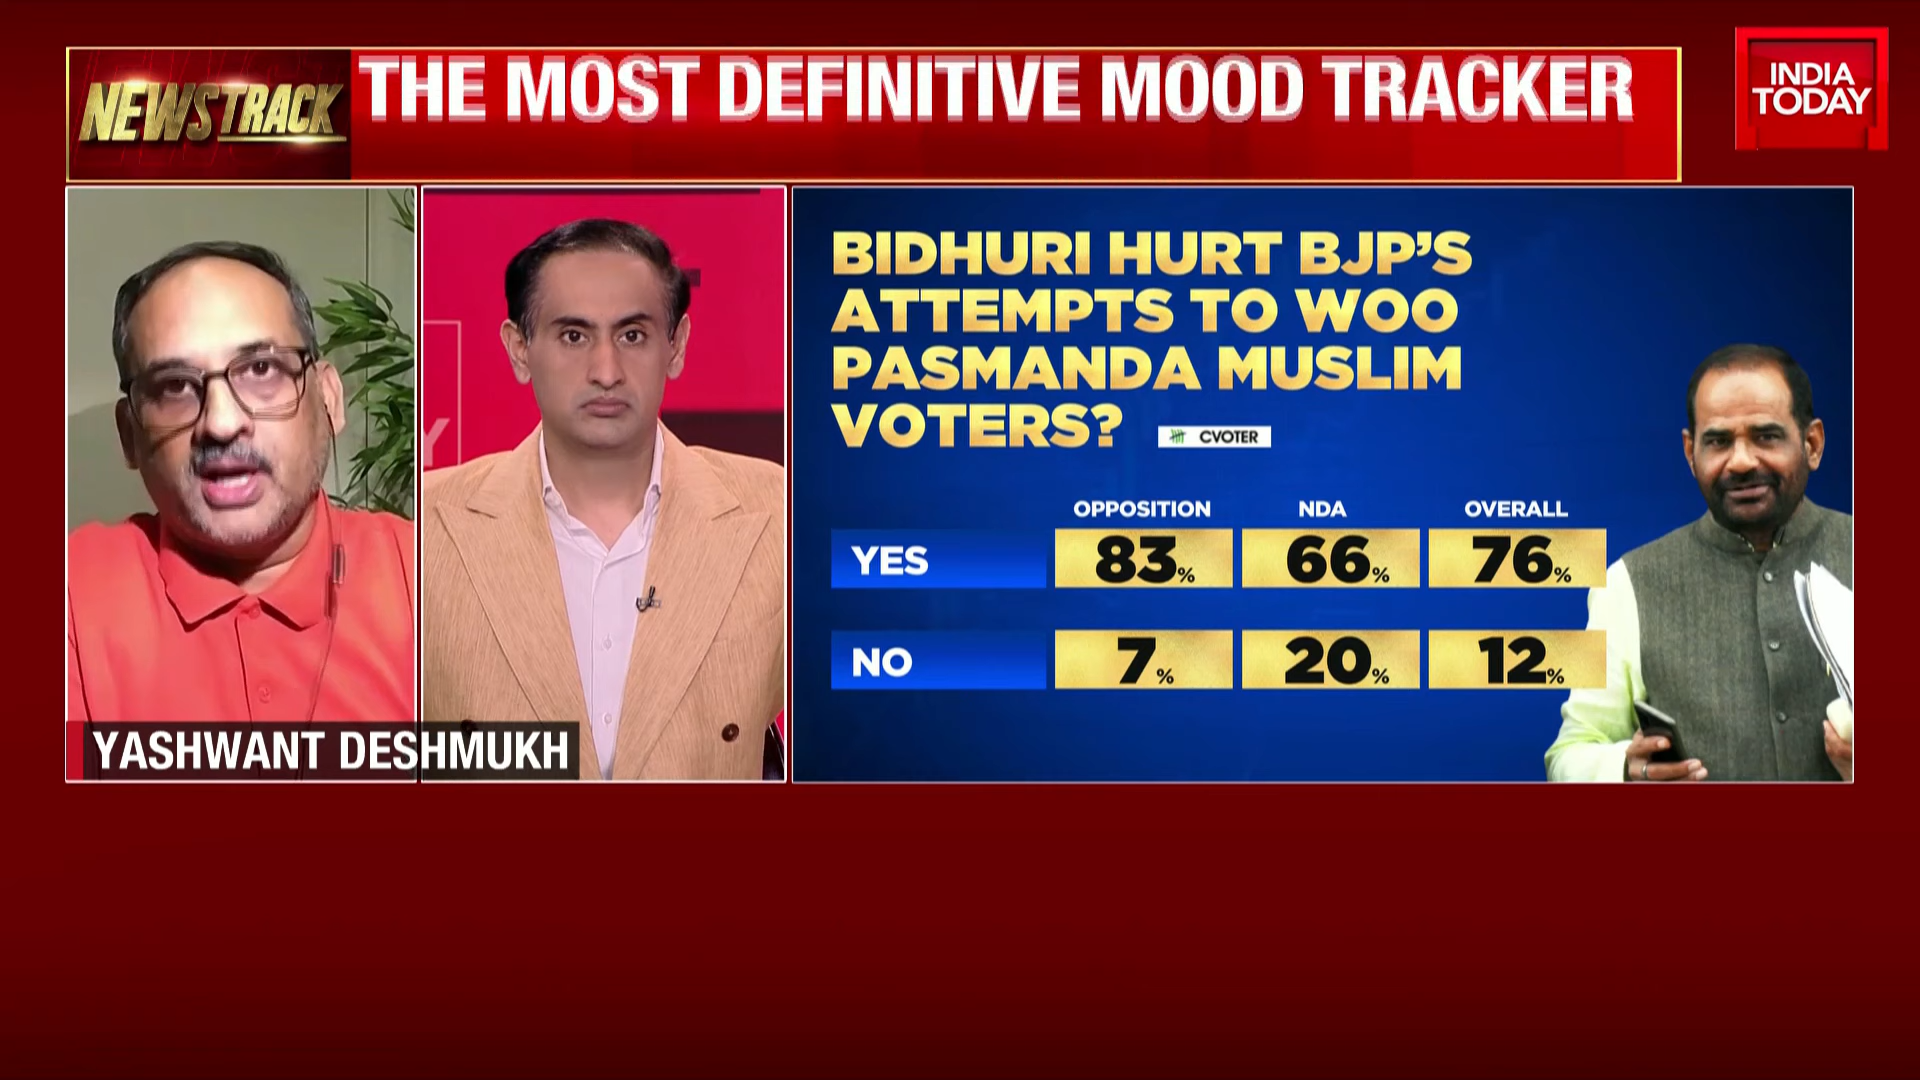 NEWSTRACK
THE MOST DEFINITIVE MOOD TRACKER
INDIA
TODAY
BIDHURI HURT BJP'S
ATTEMPTS TO WOO
PASMANDA MUSLIM
VOTERS?
CVOTER
OPPOSITION NDA OVERALL
YES 83% 66% 76%
NO 7% 20% 12%
Y
YASHWANT DESHMUKH